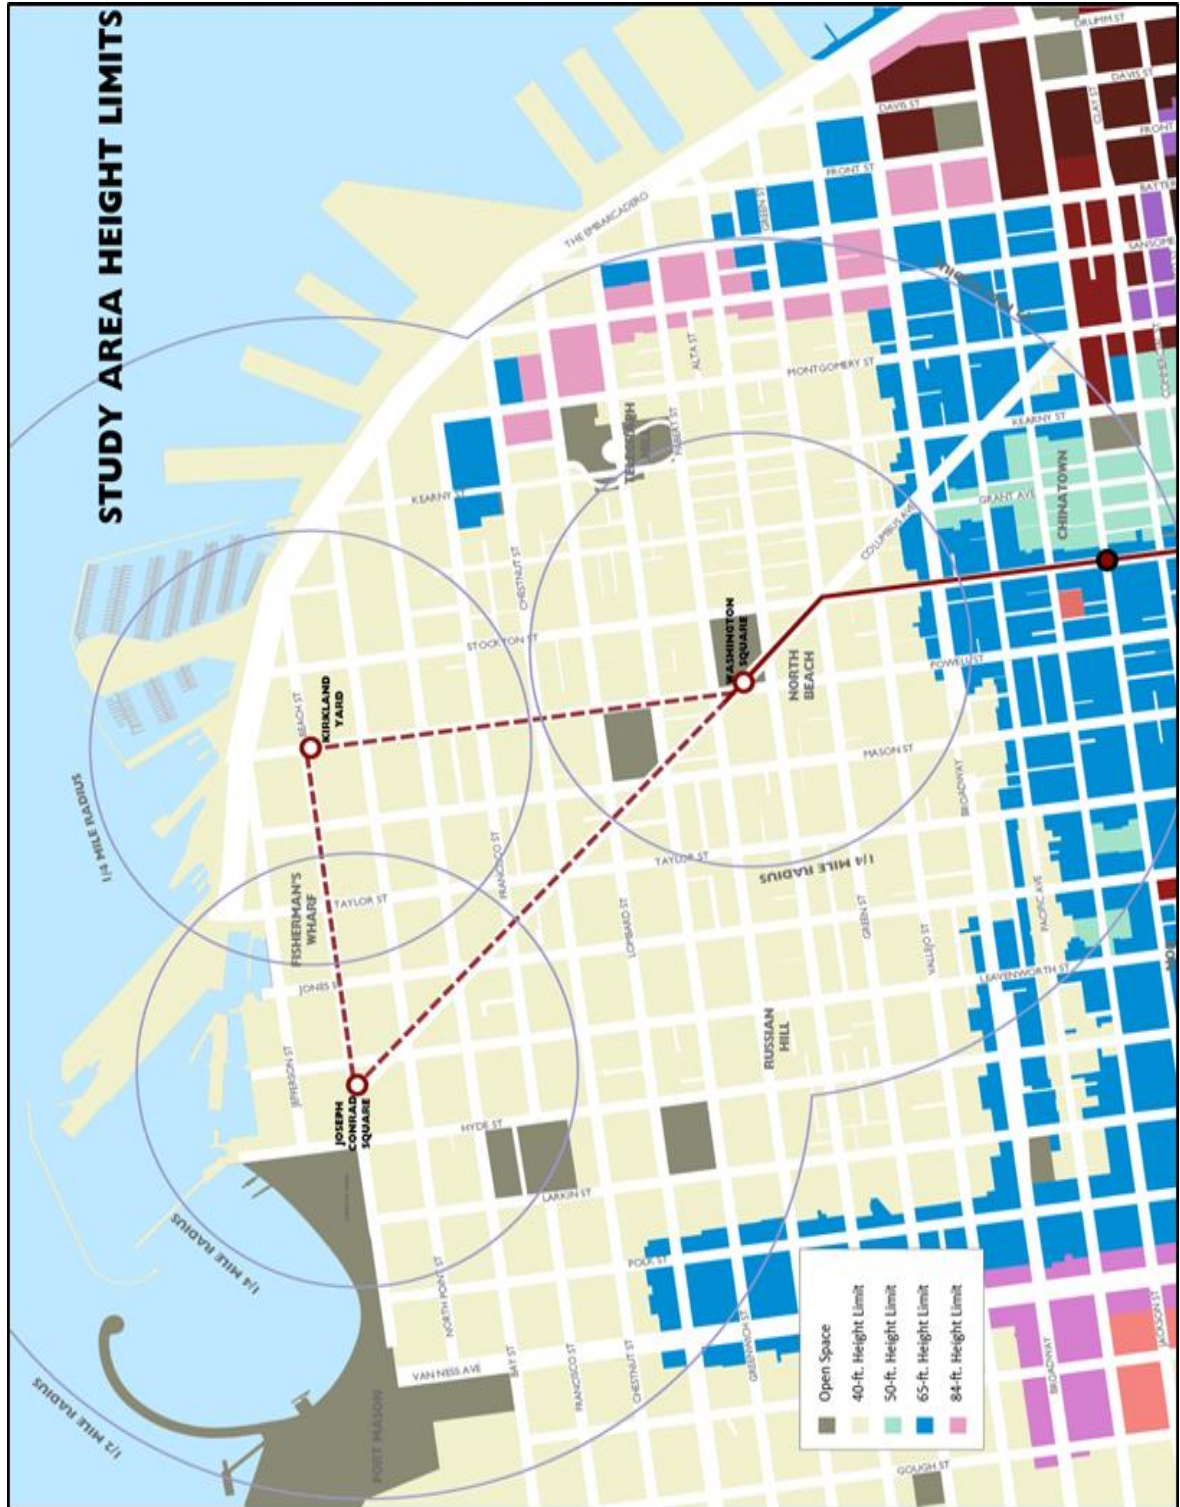 STUDY AREA HEIGHT LIMITS
DRUMM ST
DAVIS ST
DAVIS ST
CLAY ST
FRONT
FRONT ST
BATTER
SANSOME
THE EMBARCADERO
GREEN ST
ALTA ST
MONTGOMERY ST
COMMERCIAL ST
KEARNY ST
TELEGRAPH
HILL
FILBERT ST
KEARNY ST
GRANT AVE
CHINATOWN
COLUMBUS AVE
CHESTNUT ST
STOCKTON ST
WASHINGTON
SQUARE
NORTH
BEACH
POWELL ST
BEACH ST
KIRKLAND
YARD
MASON ST
BROADWAY
1/4 MILE RADIUS
1/4 MILE RADIUS
FISHERMAN'S
WHARF
TAYLOR ST
FRANCISCO ST
TAYLOR ST
LOMBARD ST
GREEN ST
VALLEJO ST
PACIFIC AVE
JONES S
LEAVENWORTH ST
NOB
RUSSIAN
HILL
JEFFERSON ST
JOSEPH
CONRAD
SQUARE
HYDE ST
LARKIN ST
1/4 MILE RADIUS
POLK ST
NORTH POINT ST
VAN NESS AVE
BAY ST
FRANCISCO ST
CHESTNUT ST
GREENWICH ST
BROADWAY
JACKSON ST
GOUGH ST
1/2 MILE RADIUS
FORT MASON
Open Space
40-ft. Height Limit
50-ft. Height Limit
65-ft. Height Limit
84-ft. Height Limit